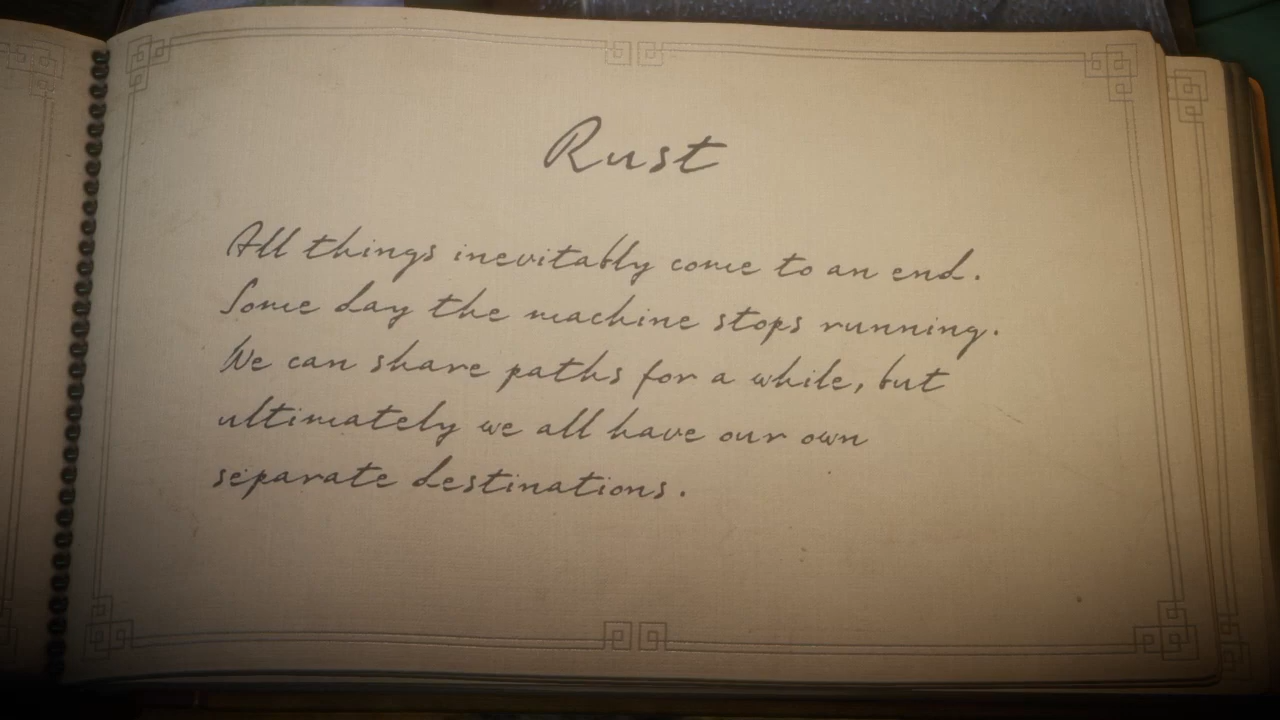 Rust
All things inevitably come to an end.
Some day the machine stops running.
We can share paths for a while, but
ultimately we all have our own
separate destinations.